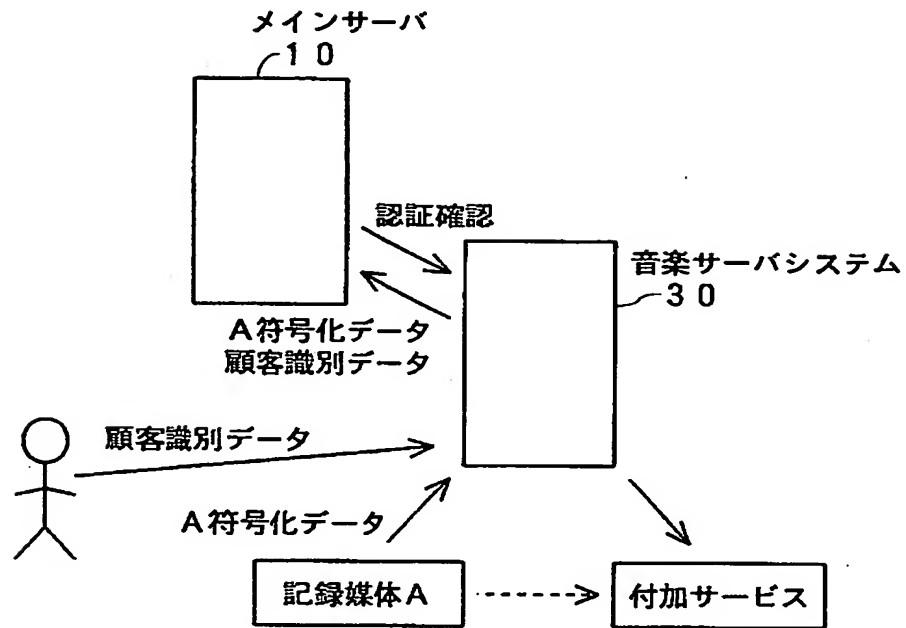 メインサーバ
１０
認証確認
音楽サーバシステム
３０
A符号化データ
顧客識別データ
顧客識別データ
A符号化データ
記録媒体A
付加サービス